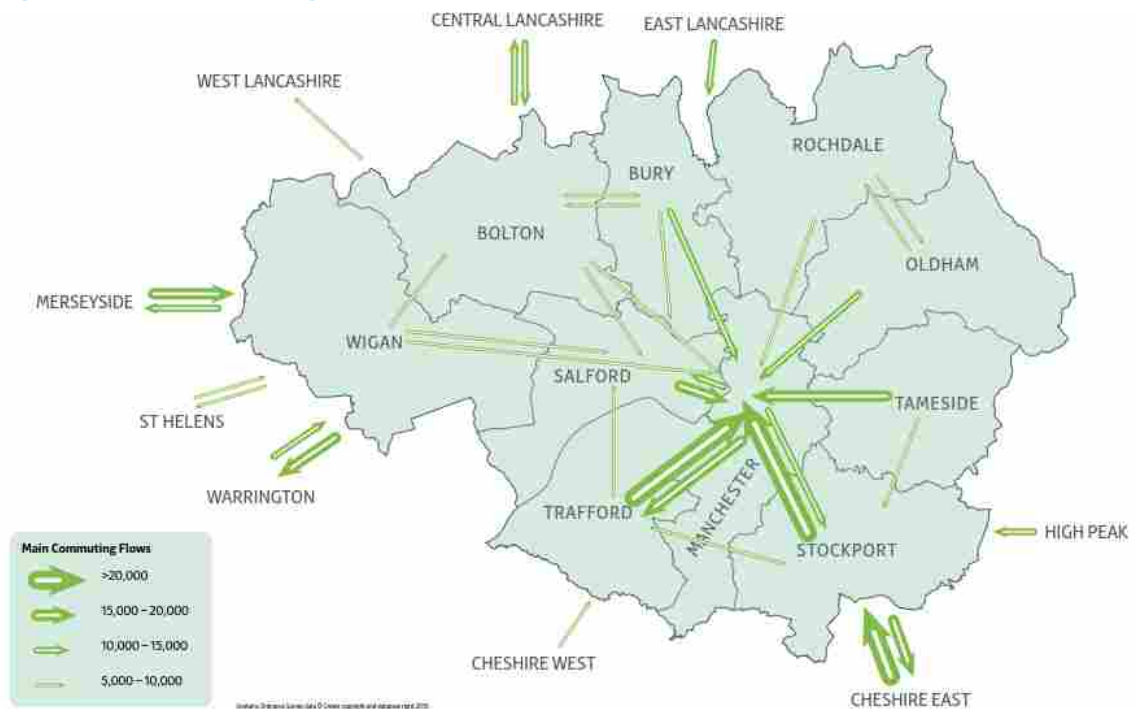 CENTRAL LANCASHIRE
EAST LANCASHIRE
WEST LANCASHIRE
ROCHDALE
BURY
BOLTON
OLDHAM
MERSEYSIDE
WIGAN
SALFORD
TAMESIDE
ST HELENS
WARRINGTON
TRAFFORD
MANCHESTER
STOCKPORT
HIGH PEAK
CHESHIRE WEST
CHESHIRE EAST
Main Commuting Flows
>20,000
15,000 – 20,000
10,000 – 15,000
5,000 – 10,000